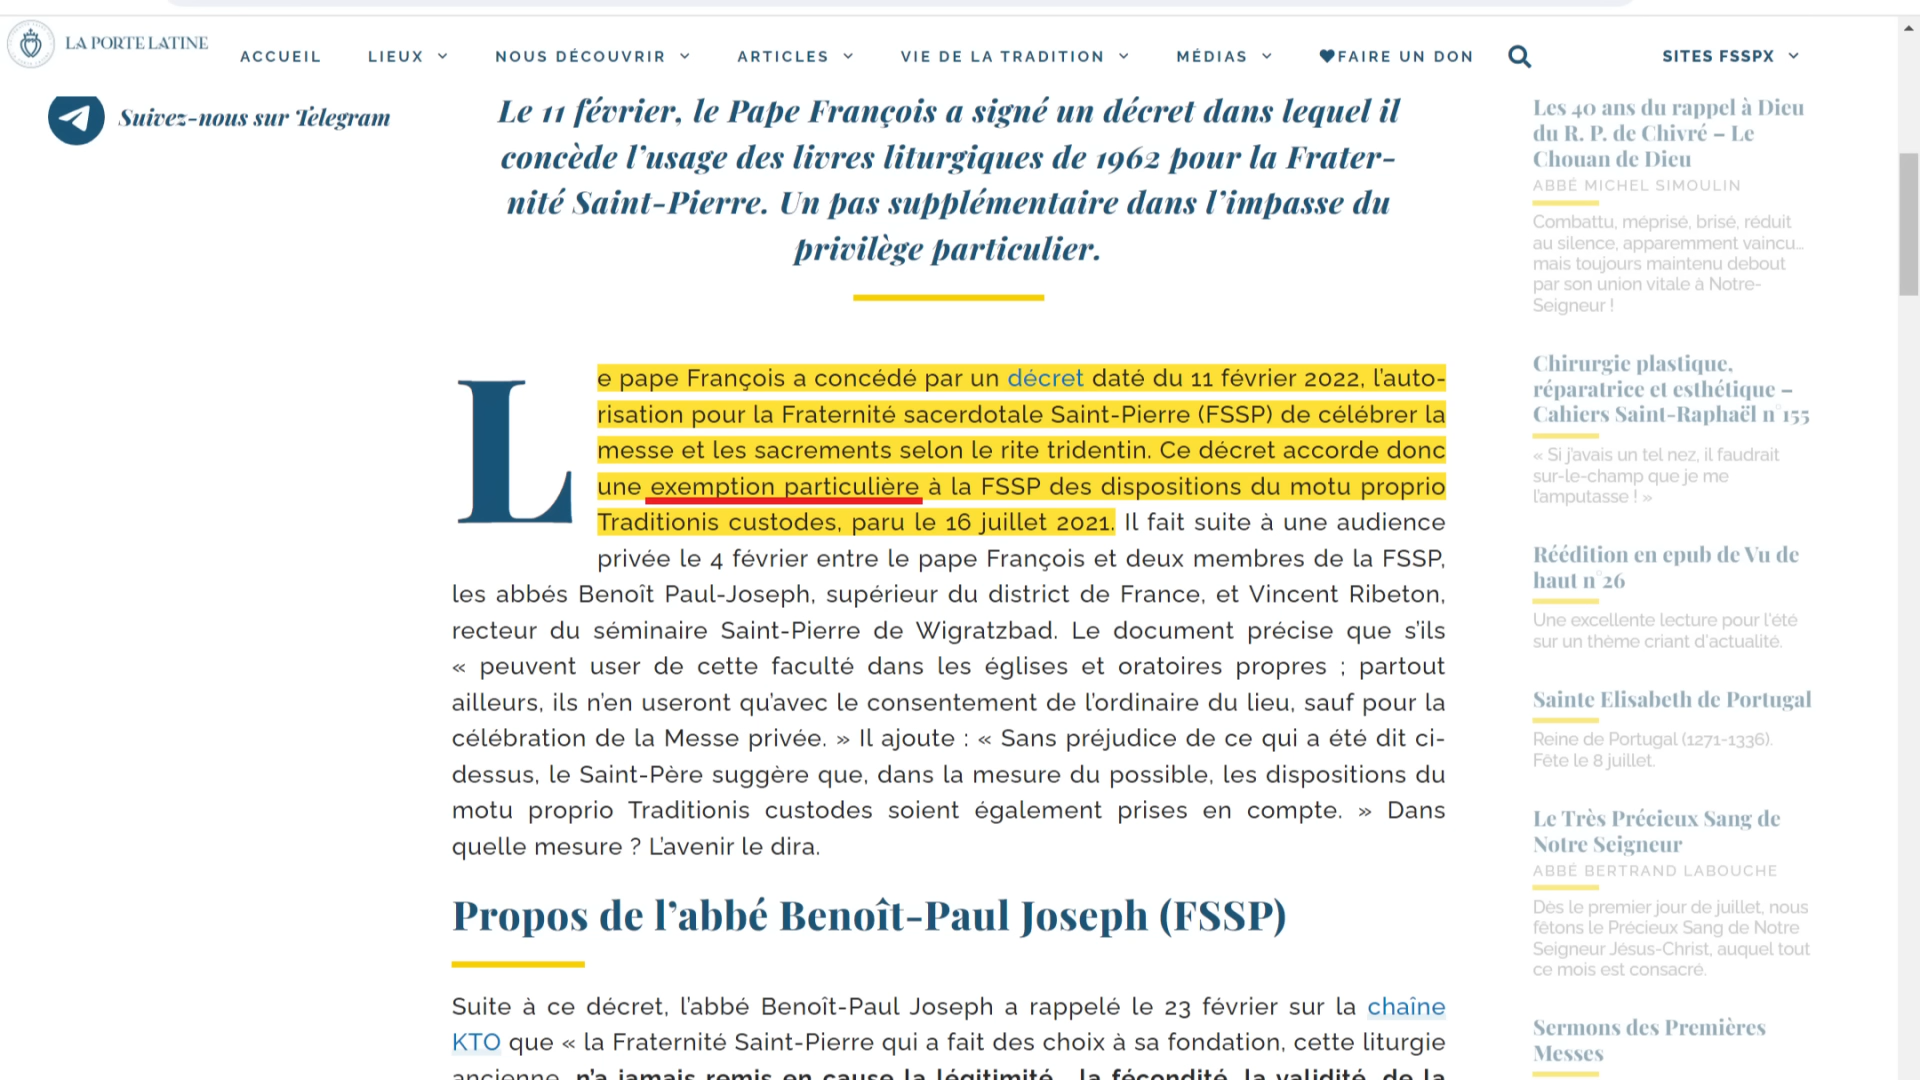 LA PORTE LATINE
ACCUEIL
LIEUX
NOUS DÉCOUVRIR
ARTICLES
VIE DE LA TRADITION
MÉDIAS
FAIRE UN DON
SITES FSSPX
Suivez-nous sur Telegram
Le 11 février, le Pape François a signé un décret dans lequel il
concède l’usage des livres liturgiques de 1962 pour la Frater-
nité Saint-Pierre. Un pas supplémentaire dans l’impasse du
privilège particulier.
Le pape François a concédé par un décret daté du 11 février 2022, l’auto-
risation pour la Fraternité sacerdotale Saint-Pierre (FSSP) de célébrer la
messe et les sacrements selon le rite tridentin. Ce décret accorde donc
une exemption particulière à la FSSP des dispositions du motu proprio
Traditionis custodes, paru le 16 juillet 2021. Il fait suite à une audience
privée le 4 février entre le pape François et deux membres de la FSSP,
les abbés Benoît Paul-Joseph, supérieur du district de France, et Vincent Ribeton,
recteur du séminaire Saint-Pierre de Wigratzbad. Le document précise que s’ils
« peuvent user de cette faculté dans les églises et oratoires propres ; partout
ailleurs, ils n’en useront qu’avec le consentement de l’ordinaire du lieu, sauf pour la
célébration de la Messe privée. » Il ajoute : « Sans préjudice de ce qui a été dit ci-
dessus, le Saint-Père suggère que, dans la mesure du possible, les dispositions du
motu proprio Traditionis custodes soient également prises en compte. » Dans
quelle mesure ? L’avenir le dira.
Propos de l’abbé Benoît-Paul Joseph (FSSP)
Suite à ce décret, l’abbé Benoît-Paul Joseph a rappelé le 23 février sur la chaîne
KTO que « la Fraternité Saint-Pierre qui a fait des choix à sa fondation, cette liturgie
ancienne, n’a jamais remis en cause la légitimité, la fécondité, la validité, de la
Les 40 ans du rappel à Dieu
du R. P. de Chivré – Le
Chouan de Dieu
ABBÉ MICHEL SIMOULIN
Combattu, méprisé, brisé, réduit
au silence, apparemment vaincu…
mais toujours maintenu debout
par son union vitale à Notre-
Seigneur !
Chirurgie plastique,
réparatrice et esthétique –
Cahiers Saint-Raphaël n°155
« Si j’avais un tel nez, il faudrait
sur-le-champ que je me
l’amputasse ! »
Réédition en epub de Vu de
haut n°26
Une excellente lecture pour l’été
sur un thème criant d’actualité.
Sainte Elisabeth de Portugal
Reine de Portugal (1271-1336).
Fête le 8 juillet.
Le Très Précieux Sang de
Notre Seigneur
ABBÉ BERTRAND LABOUCHE
Dès le premier jour de juillet, nous
fêtons le Précieux Sang de Notre
Seigneur Jésus-Christ, auquel tout
ce mois est consacré.
Sermons des Premières
Messes